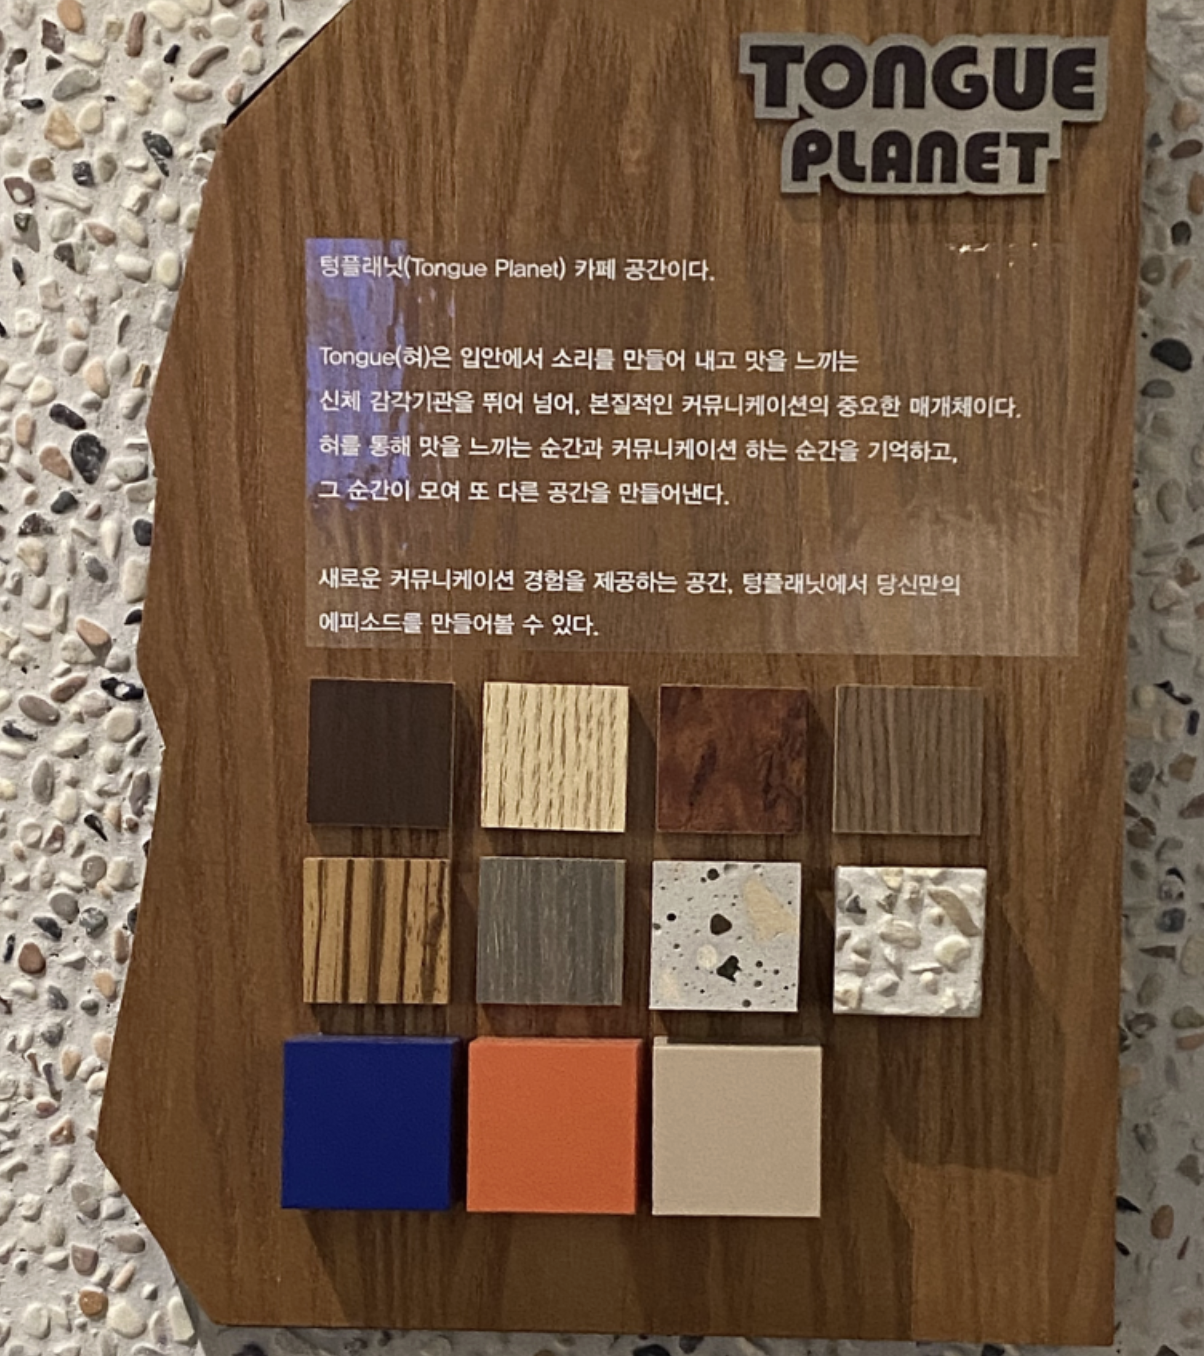 TONGUE
PLANET
텅플래닛(Tongue Planet) 카페 공간이다.
Tongue(혀)은 입안에서 소리를 만들어 내고 맛을 느끼는
신체 감각기관을 뛰어 넘어, 본질적인 커뮤니케이션의 중요한 매개체이다.
혀를 통해 맛을 느끼는 순간과 커뮤니케이션 하는 순간을 기억하고,
그 순간이 모여 또 다른 공간을 만들어낸다.
새로운 커뮤니케이션 경험을 제공하는 공간, 텅플래닛에서 당신만의
에피소드를 만들어볼 수 있다.